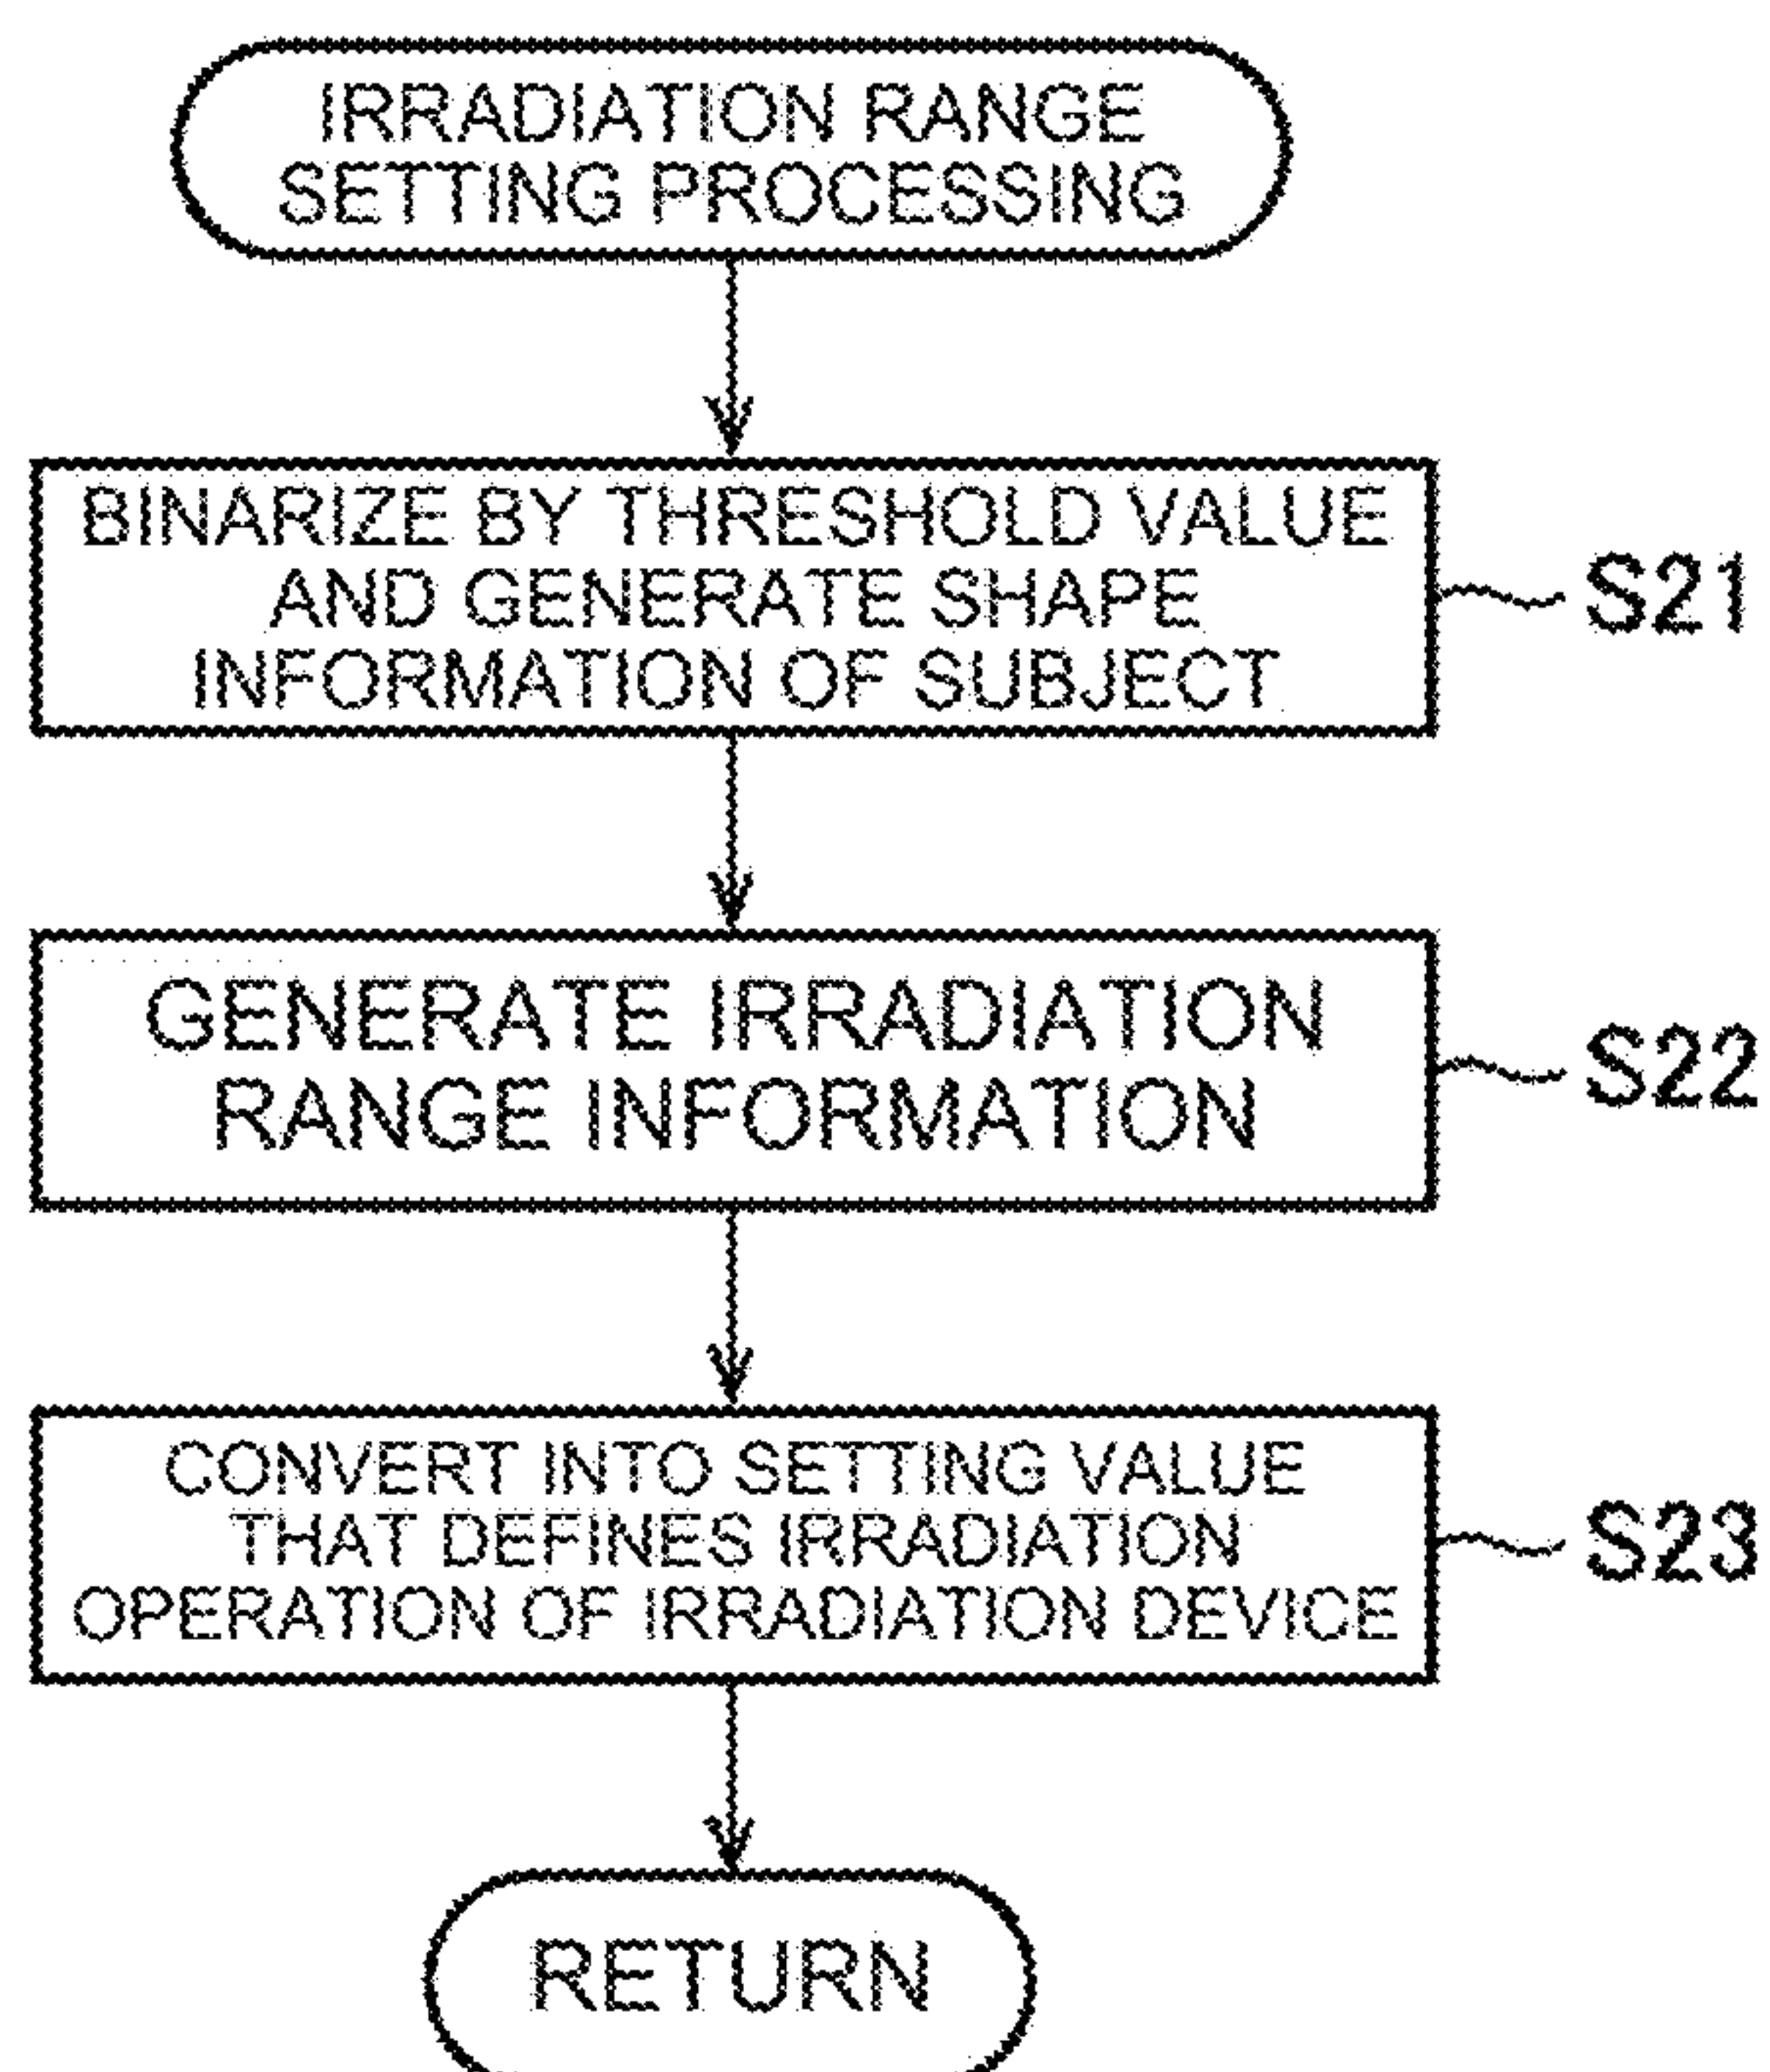 IRRADIATION RANGE
SETTING PROCESSING
BINARIZE BY THRESHOLD VALUE
AND GENERATE SHAPE
INFORMATION OF SUBJECT
S21
GENERATE IRRADIATION
RANGE INFORMATION
S22
CONVERT INTO SETTING VALUE
THAT DEFINES IRRADIATION
OPERATION OF IRRADIATION DEVICE
S23
RETURN